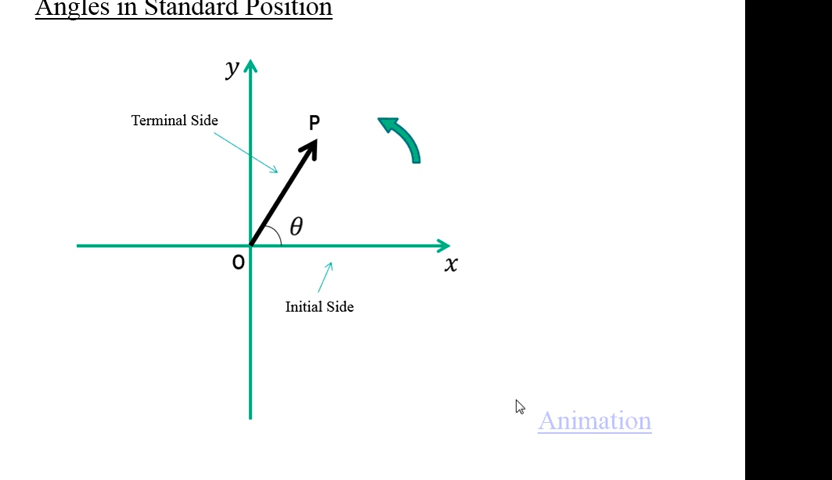 Angles in Standard Position
y
Terminal Side
P
θ
O
x
Initial Side
Animation